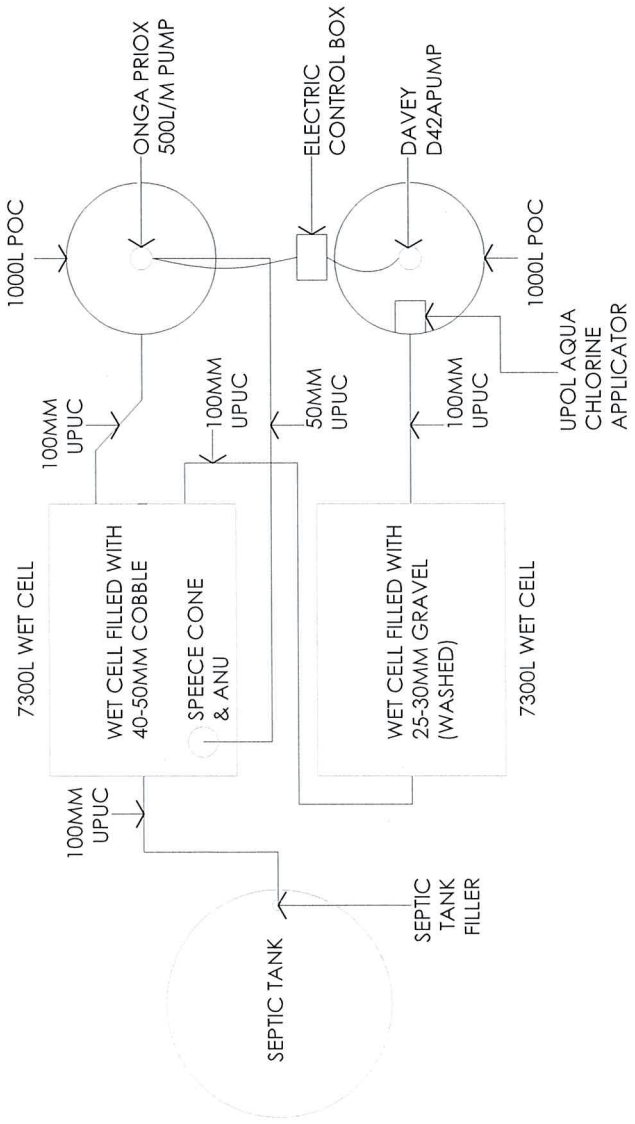 1000L POC
ONGA PRIOX
500L/M PUMP
ELECTRIC
CONTROL BOX
DAVEY
D42APUMP
1000L POC
UPOL AQUA
CHLORINE
APPLICATOR
100MM
UPUC
100MM
UPUC
50MM
UPUC
100MM
UPUC
7300L WET CELL
WET CELL FILLED WITH
40-50MM COBBLE
SPEECE CONE
& ANU
WET CELL FILLED WITH
25-30MM GRAVEL
(WASHED)
7300L WET CELL
100MM
UPUC
SEPTIC TANK
SEPTIC
TANK
FILLER